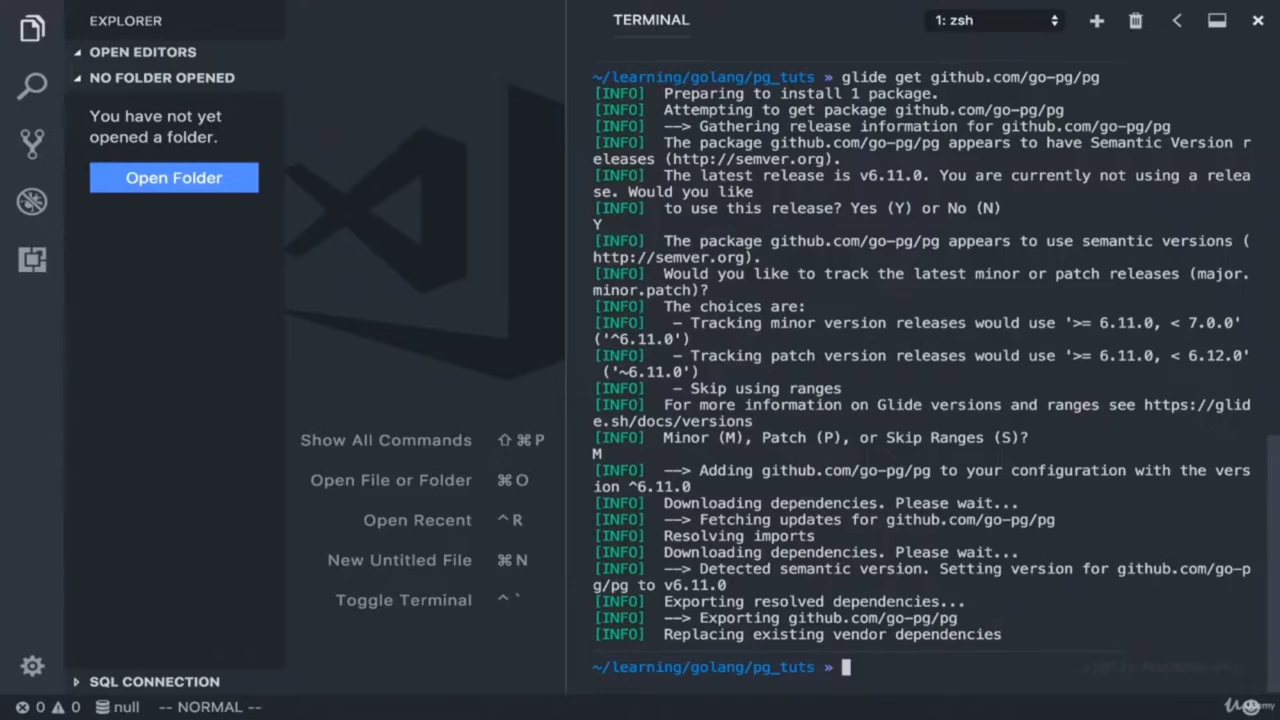 EXPLORER
OPEN EDITORS
NO FOLDER OPENED
You have not yet
opened a folder.
Open Folder
Show All Commands ⇧⌘P
Open File or Folder ⌘O
Open Recent ^R
New Untitled File ⌘N
Toggle Terminal ^`
SQL CONNECTION
TERMINAL
1: zsh
~/learning/golang/pg_tuts » glide get github.com/go-pg/pg
[INFO] Preparing to install 1 package.
[INFO] Attempting to get package github.com/go-pg/pg
[INFO] --> Gathering release information for github.com/go-pg/pg
[INFO] The package github.com/go-pg/pg appears to have Semantic Version r
eleases (http://semver.org).
[INFO] The latest release is v6.11.0. You are currently not using a relea
se. Would you like
[INFO] to use this release? Yes (Y) or No (N)
Y
[INFO] The package github.com/go-pg/pg appears to use semantic versions (
http://semver.org).
[INFO] Would you like to track the latest minor or patch releases (major.
minor.patch)?
[INFO] The choices are:
[INFO] - Tracking minor version releases would use '>= 6.11.0, < 7.0.0'
('^6.11.0')
[INFO] - Tracking patch version releases would use '>= 6.11.0, < 6.12.0'
('~6.11.0')
[INFO] - Skip using ranges
[INFO] For more information on Glide versions and ranges see https://glid
e.sh/docs/versions
[INFO] Minor (M), Patch (P), or Skip Ranges (S)?
M
[INFO] --> Adding github.com/go-pg/pg to your configuration with the vers
ion ^6.11.0
[INFO] Downloading dependencies. Please wait...
[INFO] --> Fetching updates for github.com/go-pg/pg
[INFO] Resolving imports
[INFO] Downloading dependencies. Please wait...
[INFO] --> Detected semantic version. Setting version for github.com/go-p
g/pg to v6.11.0
[INFO] Exporting resolved dependencies...
[INFO] --> Exporting github.com/go-pg/pg
[INFO] Replacing existing vendor dependencies
~/learning/golang/pg_tuts »
0 0 null -- NORMAL --